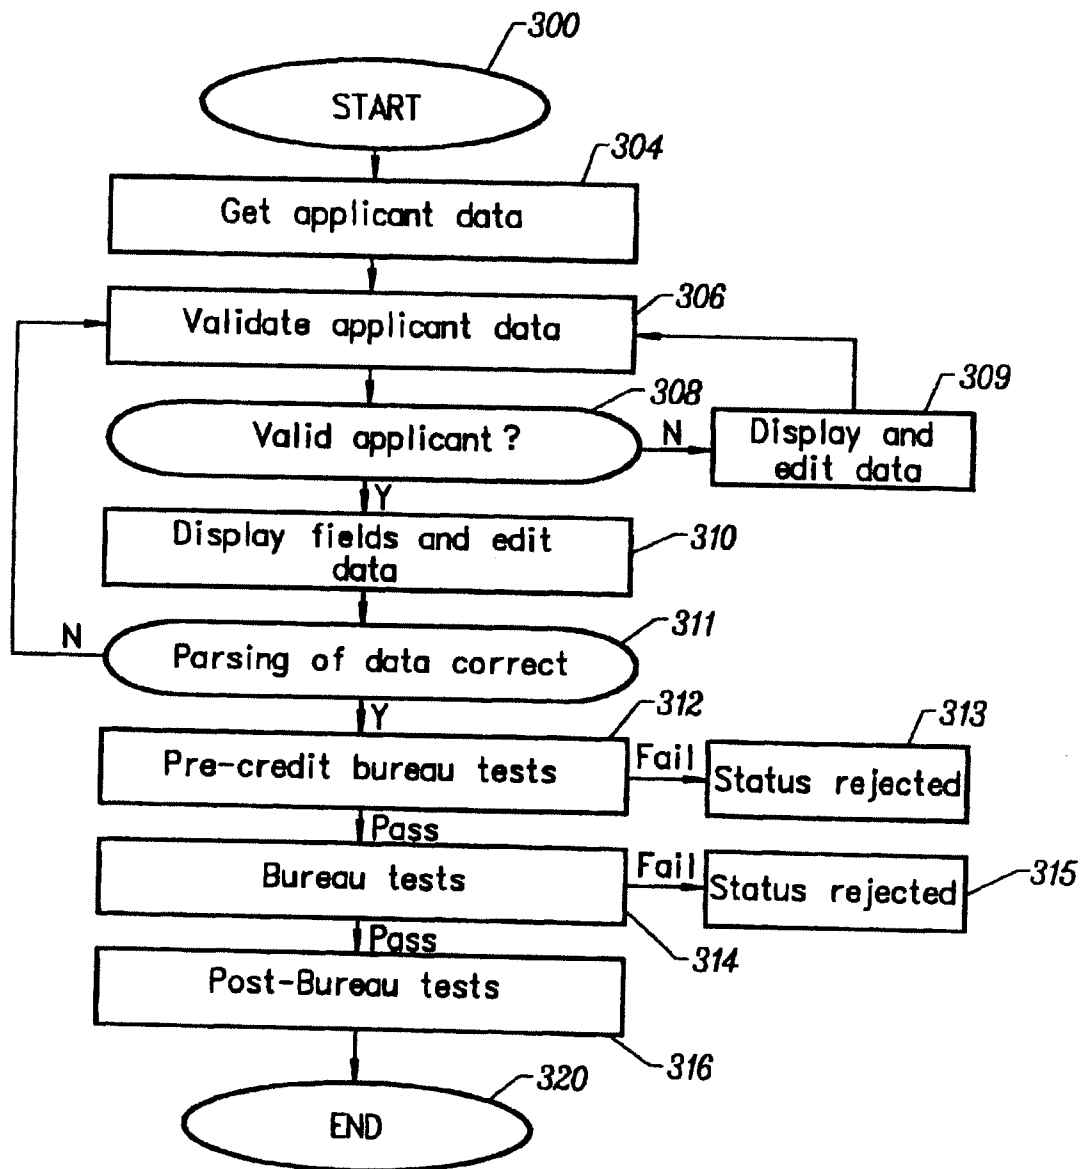 300
START
304
Get applicant data
306
Validate applicant data
308
Valid applicant?
N
309
Display and
edit data
Y
Display fields and edit
data
310
311
N
Parsing of data correct
Y
312
Pre-credit bureau tests
Fail
313
Status rejected
Pass
Bureau tests
Fail
Status rejected
315
Pass
314
Post-Bureau tests
316
320
END